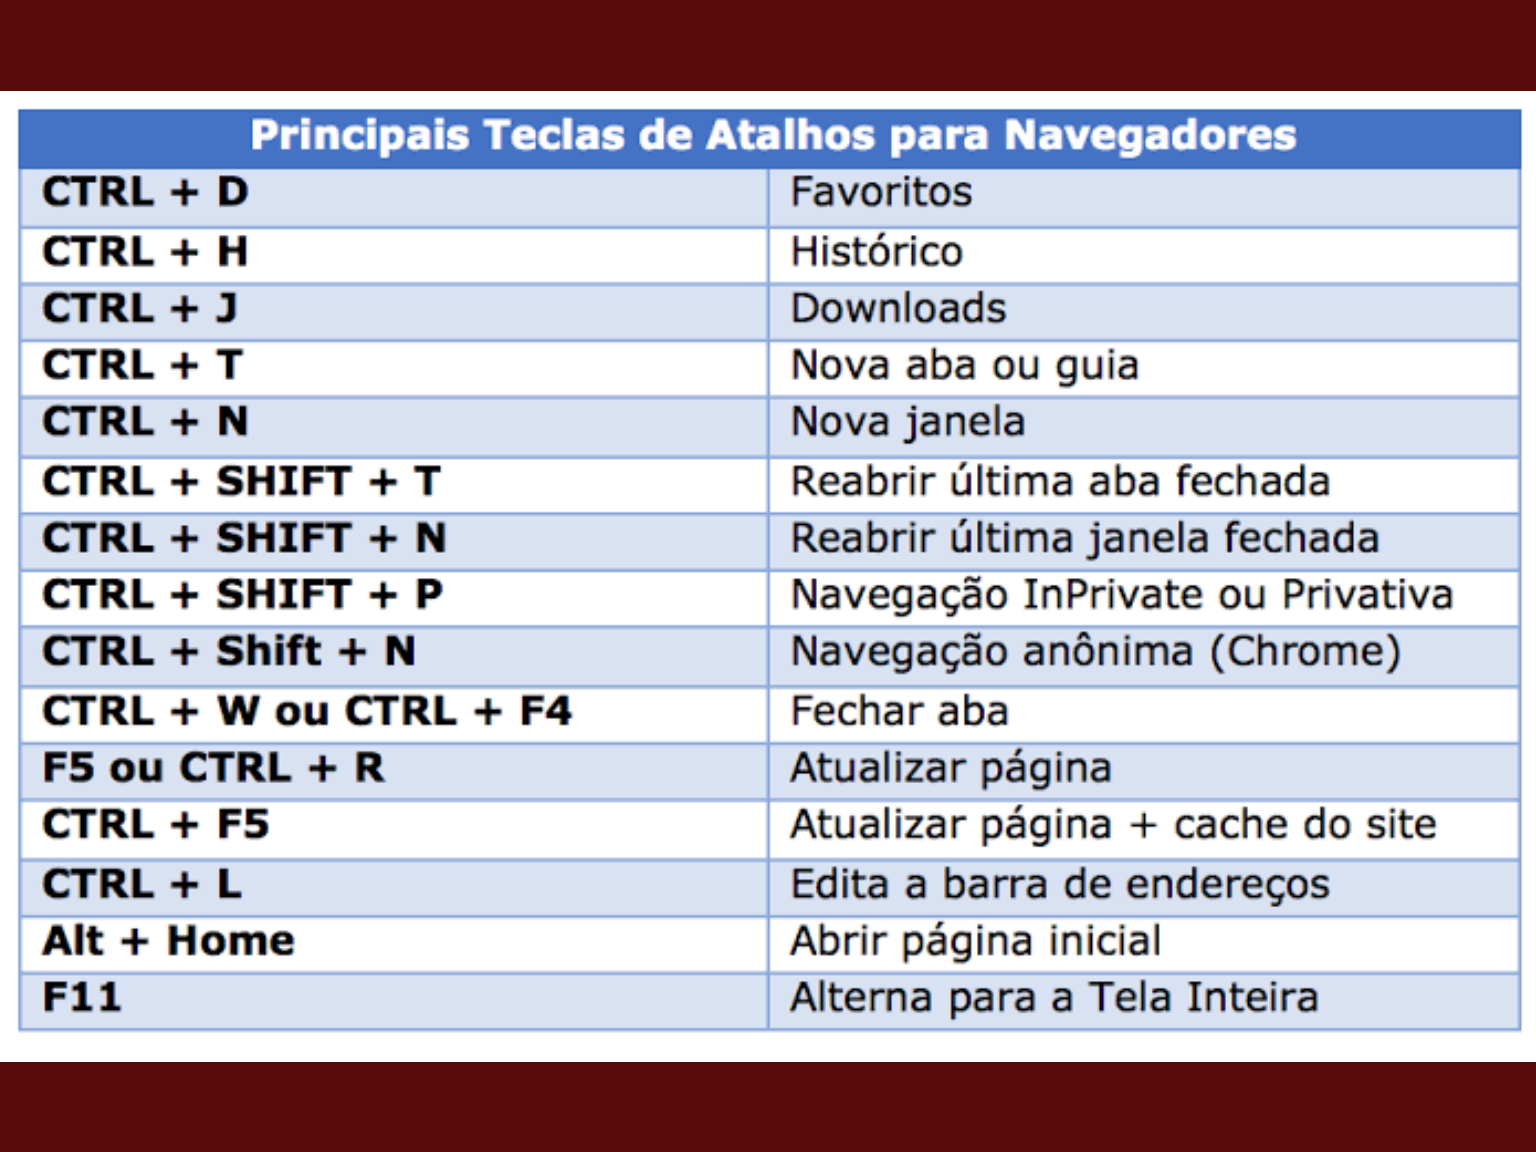 Principais Teclas de Atalhos para Navegadores
CTRL + D Favoritos
CTRL + H Histórico
CTRL + J Downloads
CTRL + T Nova aba ou guia
CTRL + N Nova janela
CTRL + SHIFT + T Reabrir última aba fechada
CTRL + SHIFT + N Reabrir última janela fechada
CTRL + SHIFT + P Navegação InPrivate ou Privativa
CTRL + Shift + N Navegação anônima (Chrome)
CTRL + W ou CTRL + F4 Fechar aba
F5 ou CTRL + R Atualizar página
CTRL + F5 Atualizar página + cache do site
CTRL + L Edita a barra de endereços
Alt + Home Abrir página inicial
F11 Alterna para a Tela Inteira